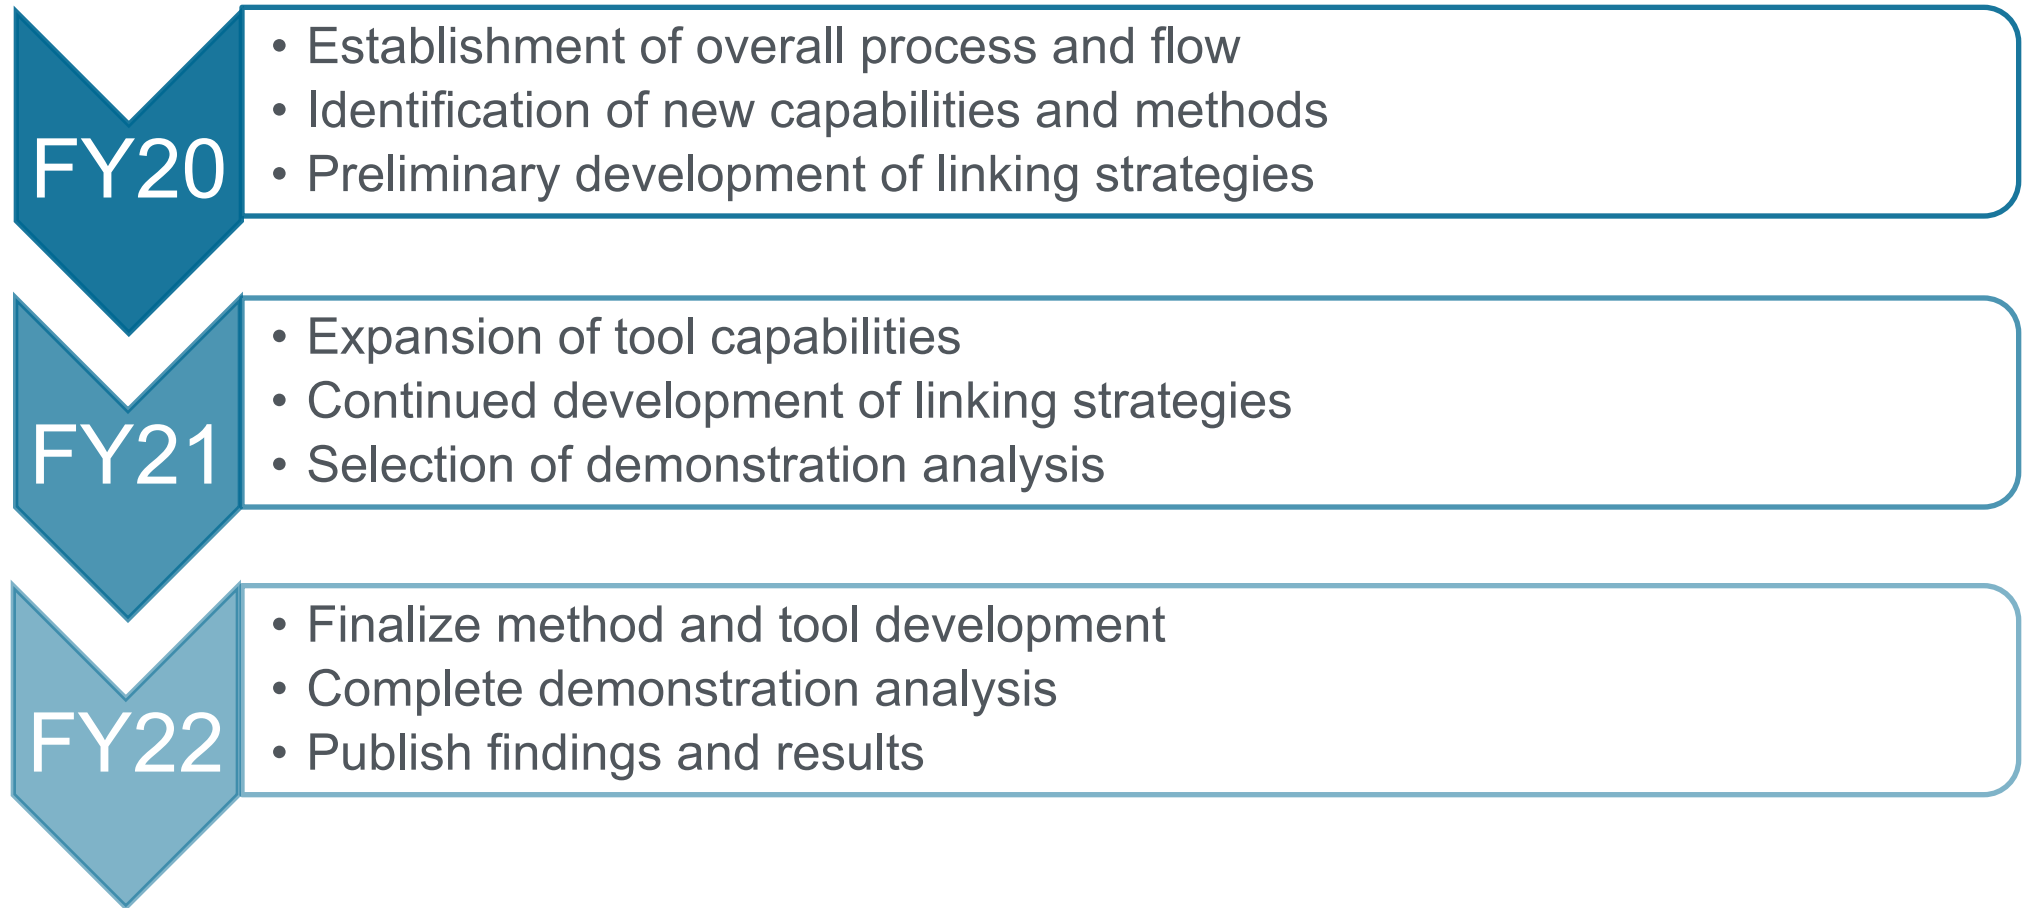 FY20
• Establishment of overall process and flow
• Identification of new capabilities and methods
• Preliminary development of linking strategies
FY21
• Expansion of tool capabilities
• Continued development of linking strategies
• Selection of demonstration analysis
FY22
• Finalize method and tool development
• Complete demonstration analysis
• Publish findings and results